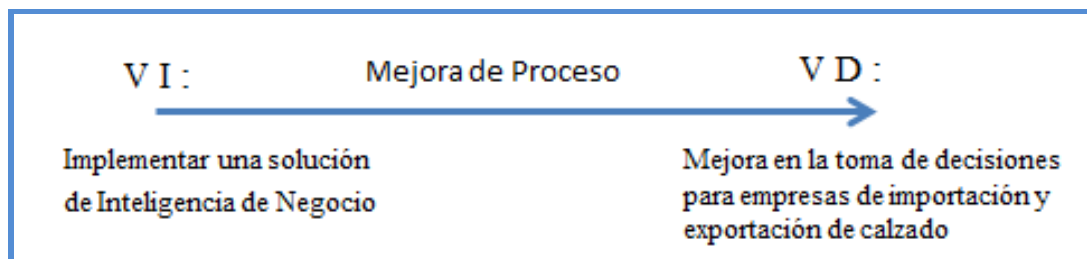 V I :
Mejora de Proceso
V D :
Implementar una solución
de Inteligencia de Negocio
Mejora en la toma de decisiones
para empresas de importación y
exportación de calzado